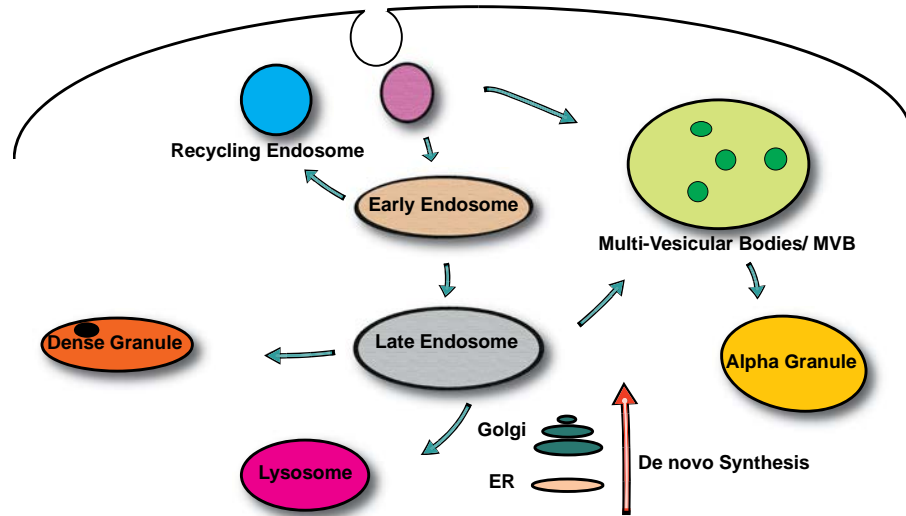 Recycling Endosome
Early Endosome
Multi-Vesicular Bodies/ MVB
Dense Granule
Late Endosome
Alpha Granule
Golgi
De novo Synthesis
Lysosome
ER